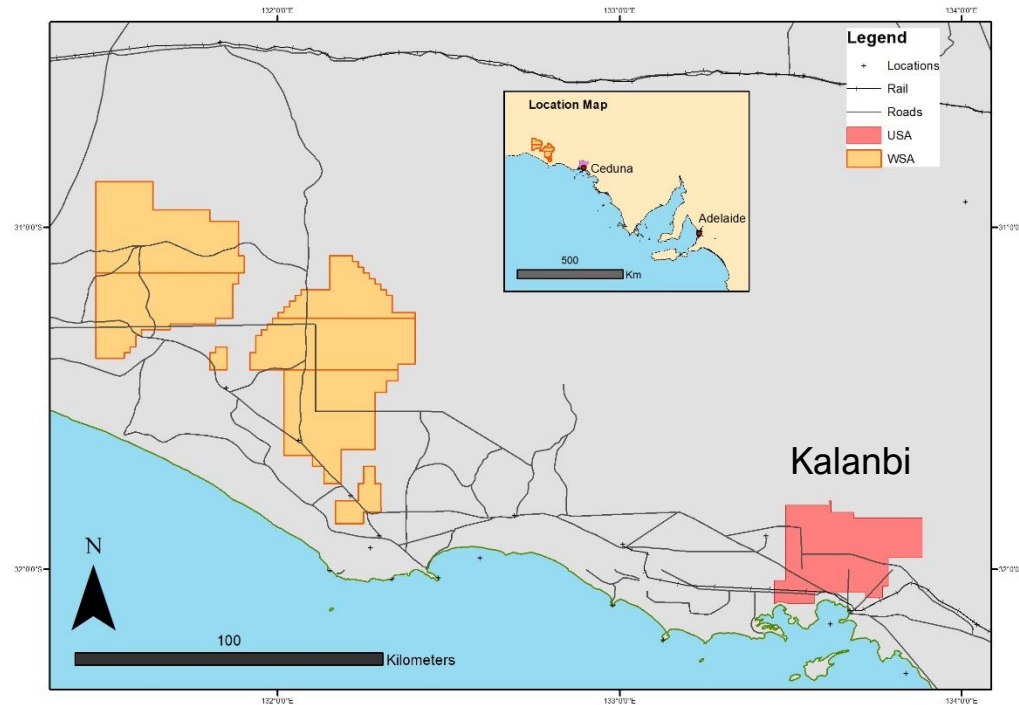 132°0'0"E
133°0'0"E
134°0'0"E
Legend
Locations
Rail
Roads
USA
WSA
Location Map
Ceduna
Adelaide
500
Km
31°0'0"S
31°0'0"S
Kalanbi
32°0'0"S
32°0'0"S
N
100
Kilometers
132°0'0"E
133°0'0"E
134°0'0"E